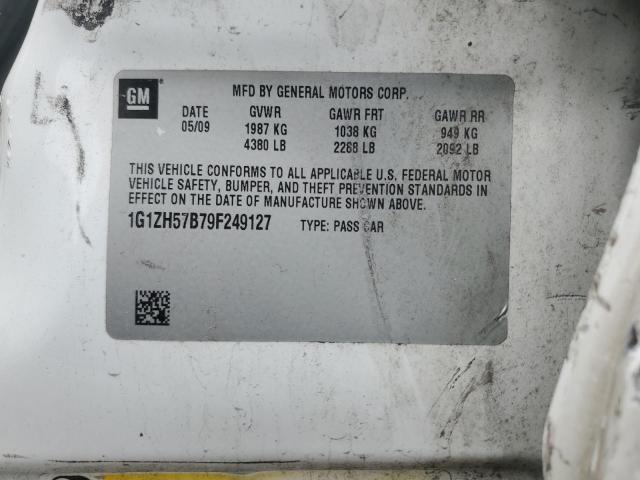 GM
MFD BY GENERAL MOTORS CORP.
DATE GVWR GAWR FRT GAWR RR
05/09 1987 KG 1038 KG 949 KG
4380 LB 2288 LB 2092 LB
THIS VEHICLE CONFORMS TO ALL APPLICABLE U.S. FEDERAL MOTOR
VEHICLE SAFETY, BUMPER, AND THEFT PREVENTION STANDARDS IN
EFFECT ON THE DATE OF MANUFACTURE SHOWN ABOVE.
1G1ZH57B79F249127 TYPE: PASS CAR